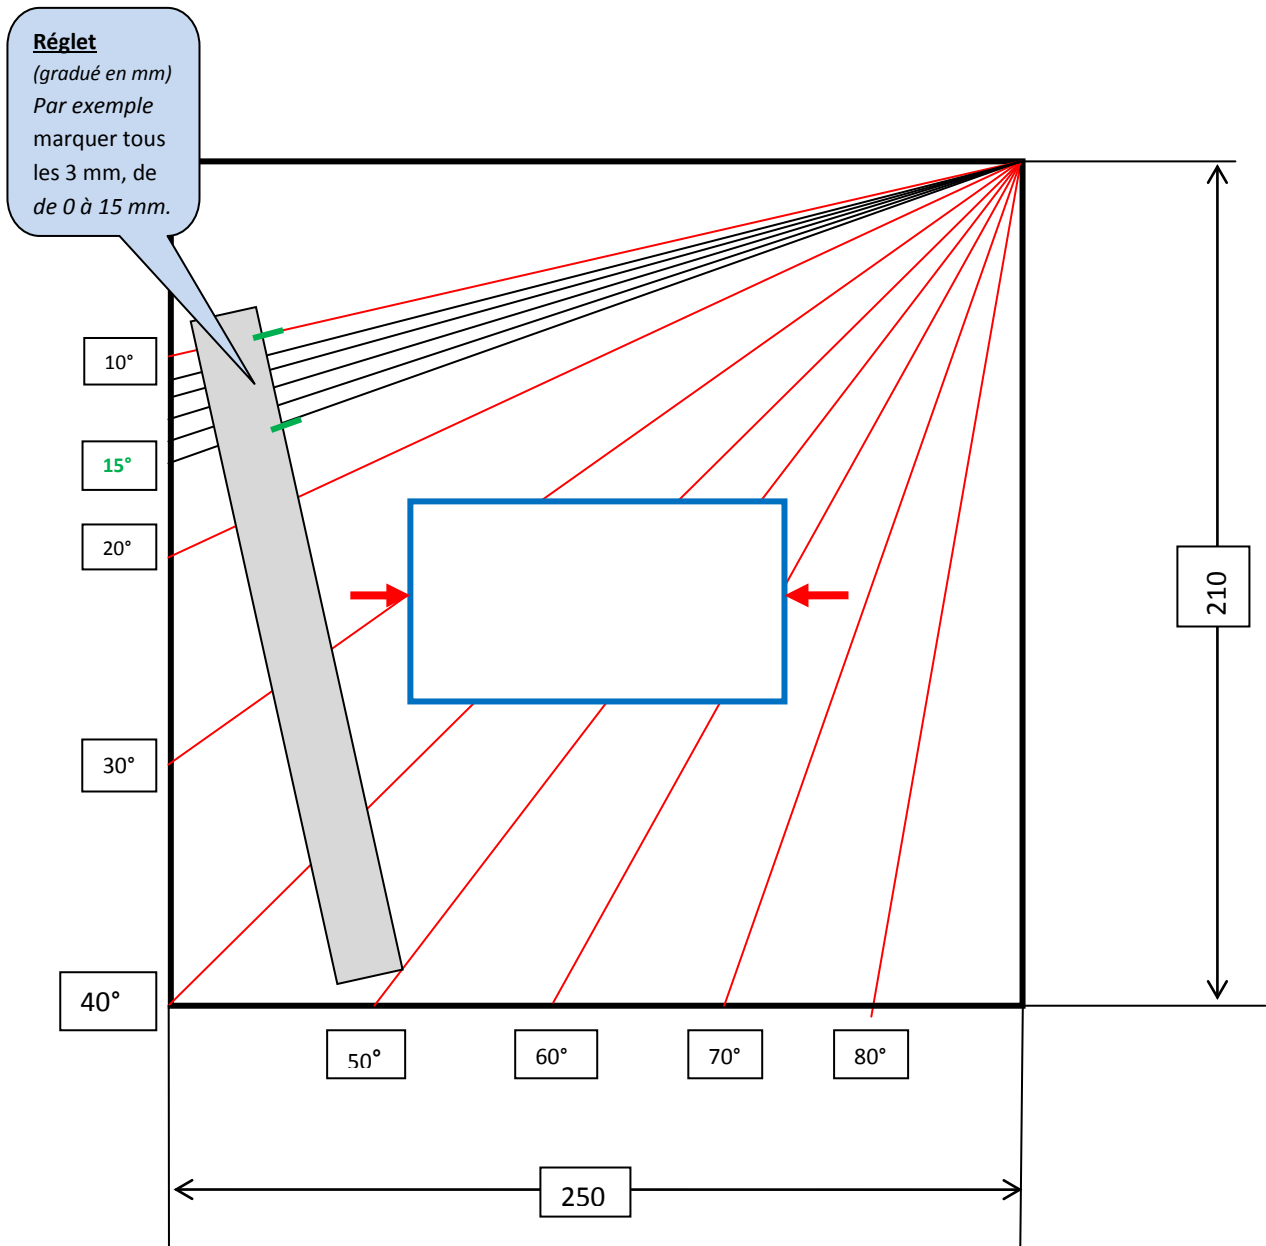 Réglet
(gradué en mm)
Par exemple
marquer tous
les 3 mm, de
de 0 à 15 mm.
10°
15°
20°
30°
40°
50°
60°
70°
80°
210
250